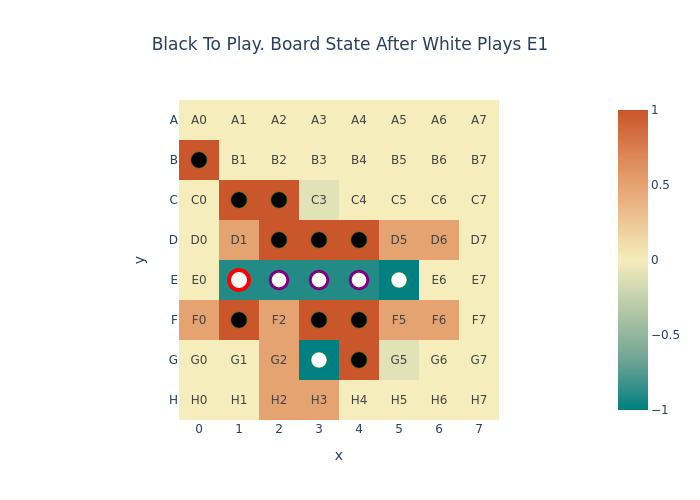 Black To Play. Board State After White Plays E1
A A0 A1 A2 A3 A4 A5 A6 A7
B B1 B2 B3 B4 B5 B6 B7
C C0 C3 C4 C5 C6 C7
D D0 D1 D5 D6 D7
E E0 E6 E7
F F0 F2 F5 F6 F7
G G0 G1 G2 G5 G6 G7
H H0 H1 H2 H3 H4 H5 H6 H7
0 1 2 3 4 5 6 7
x
y
1
0.5
0
−0.5
−1